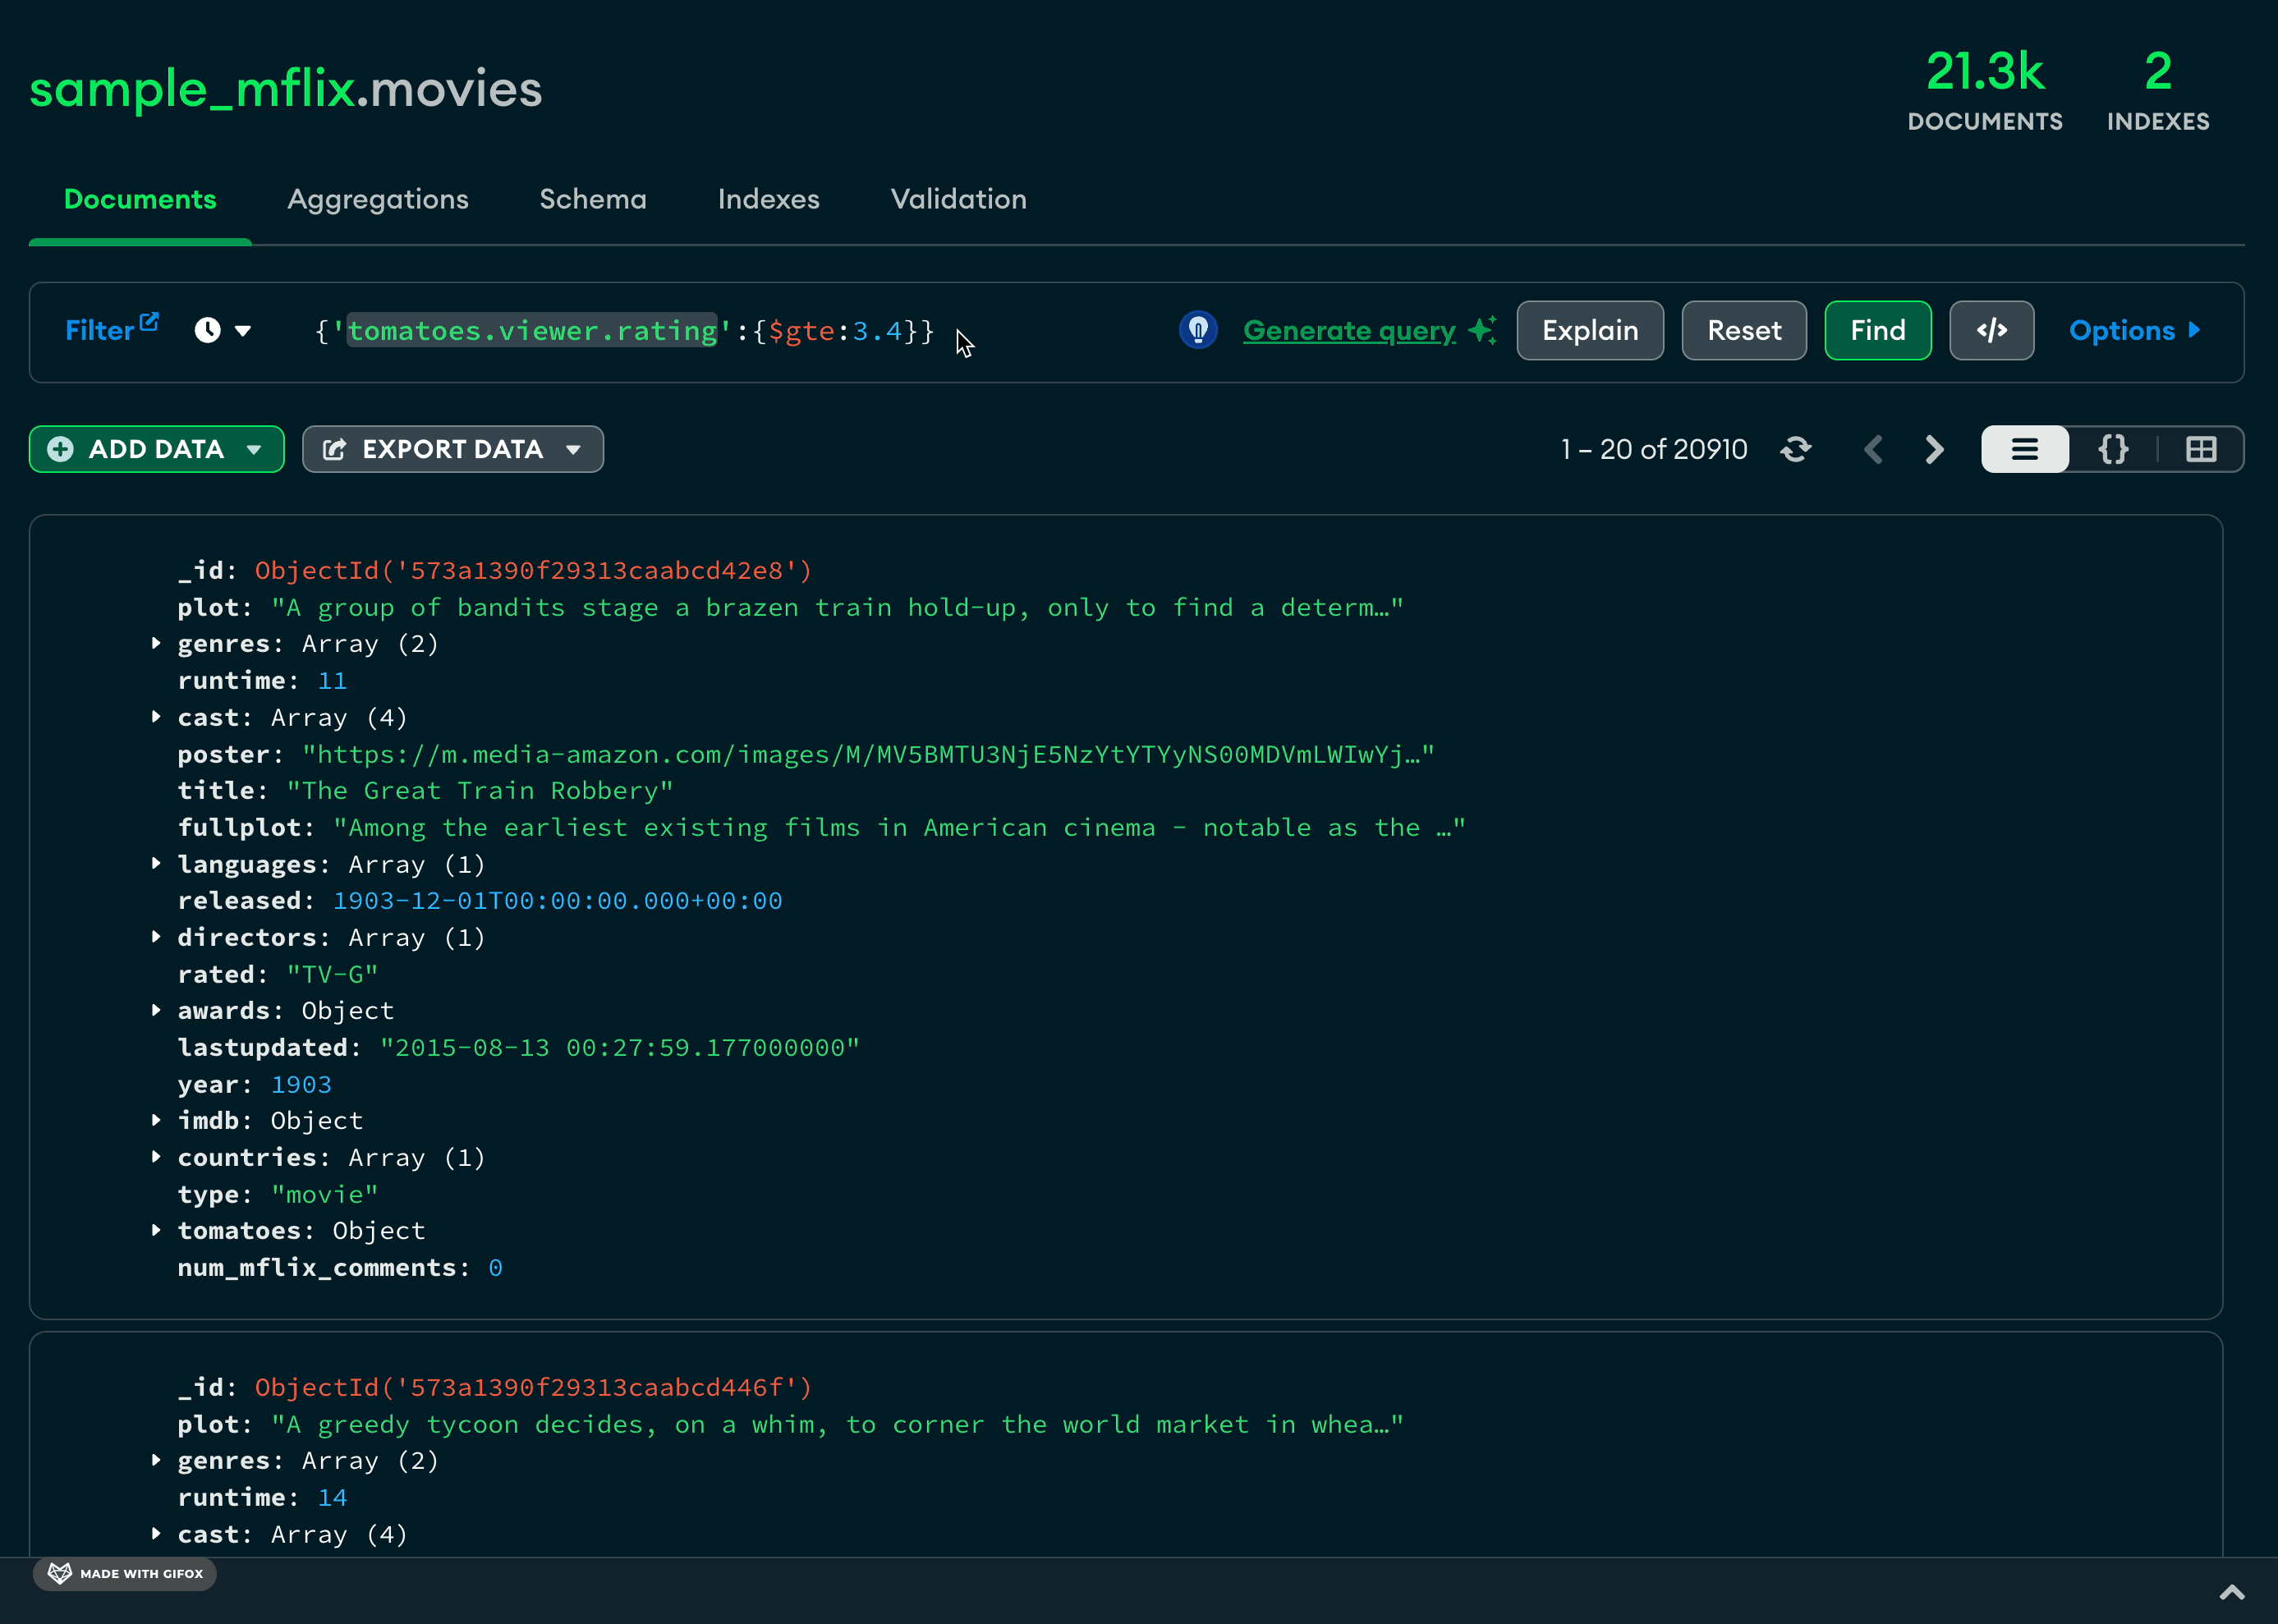 sample_mflix.movies
21.3k
DOCUMENTS
2
INDEXES
Documents Aggregations Schema Indexes Validation
Filter {'tomatoes.viewer.rating':{$gte:3.4}} Generate query Explain Reset Find </> Options
ADD DATA EXPORT DATA 1 – 20 of 20910 {}
_id: ObjectId('573a1390f29313caabcd42e8')
plot: "A group of bandits stage a brazen train hold-up, only to find a determ…"
genres: Array (2)
runtime: 11
cast: Array (4)
poster: "https://m.media-amazon.com/images/M/MV5BMTU3NjE5NzYtYTYyNS00MDVmLWIwYj…"
title: "The Great Train Robbery"
fullplot: "Among the earliest existing films in American cinema - notable as the …"
languages: Array (1)
released: 1903-12-01T00:00:00.000+00:00
directors: Array (1)
rated: "TV-G"
awards: Object
lastupdated: "2015-08-13 00:27:59.177000000"
year: 1903
imdb: Object
countries: Array (1)
type: "movie"
tomatoes: Object
num_mflix_comments: 0
_id: ObjectId('573a1390f29313caabcd446f')
plot: "A greedy tycoon decides, on a whim, to corner the world market in whea…"
genres: Array (2)
runtime: 14
cast: Array (4)
MADE WITH GIFOX